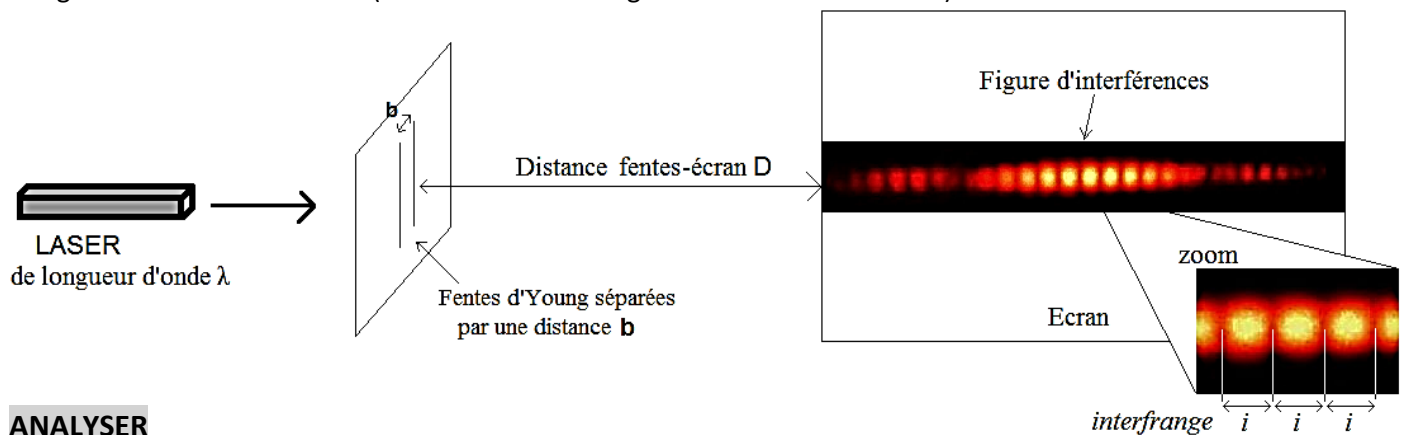 b
Figure d'interférences
Distance fentes-écran D
LASER
de longueur d'onde λ
Fentes d'Young séparées
par une distance b
zoom
Ecran
interfrange i i i
ANALYSER